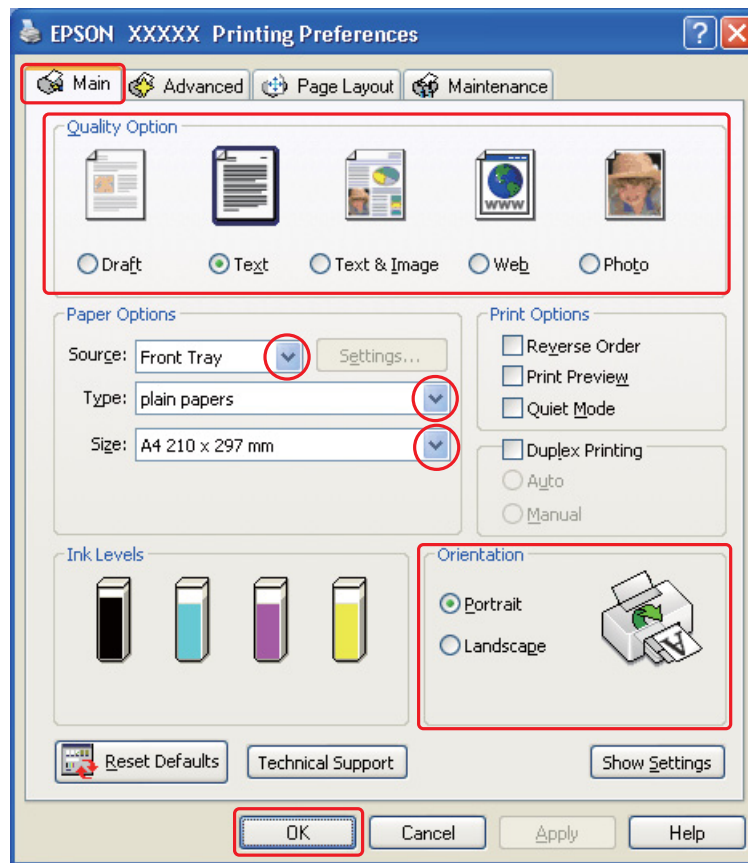 EPSON XXXXX Printing Preferences
Main Advanced Page Layout Maintenance
Quality Option
WWW
Draft Text Text & Image Web Photo
Paper Options
Source: Front Tray Settings...
Type: plain papers
Size: A4 210 x 297 mm
Print Options
Reverse Order
Print Preview
Quiet Mode
Duplex Printing
Auto
Manual
Ink Levels
Orientation
Portrait
Landscape
A
Reset Defaults Technical Support Show Settings
OK Cancel Apply Help